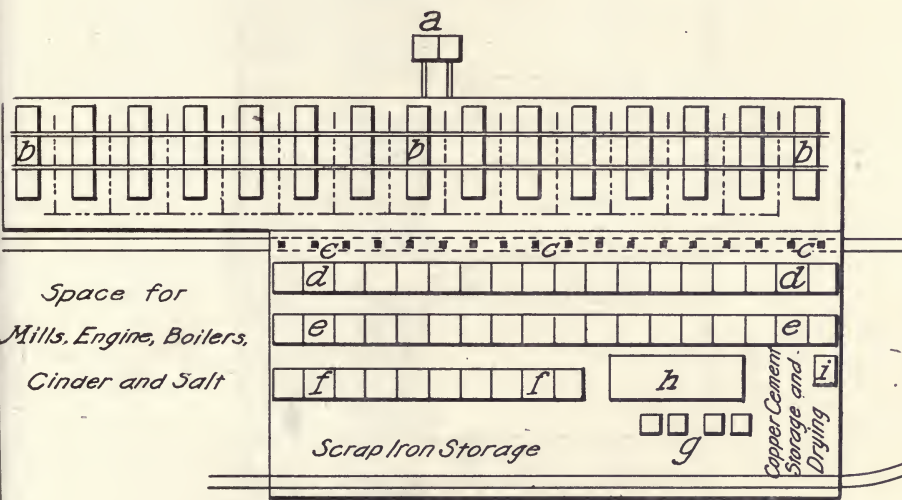 a
b b b
c c c
d d
e e
f f h i
g
Space for
Mills, Engine, Boilers,
Cinder and Salt
Scrap Iron Storage
Copper Cement
Storage and
Drying